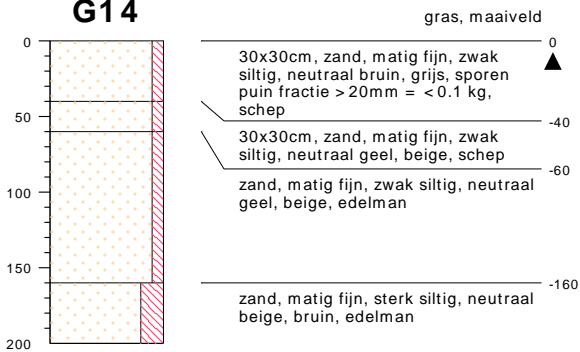 G14
gras, maaiveld
0
0
30x30cm, zand, matig fijn, zwak
siltig, neutraal bruin, grijs, sporen
puin fractie > 20mm = < 0.1 kg,
schep
-40
50
30x30cm, zand, matig fijn, zwak
siltig, neutraal geel, beige, schep
-60
zand, matig fijn, zwak siltig, neutraal
geel, beige, edelman
100
150
-160
zand, matig fijn, sterk siltig, neutraal
beige, bruin, edelman
200